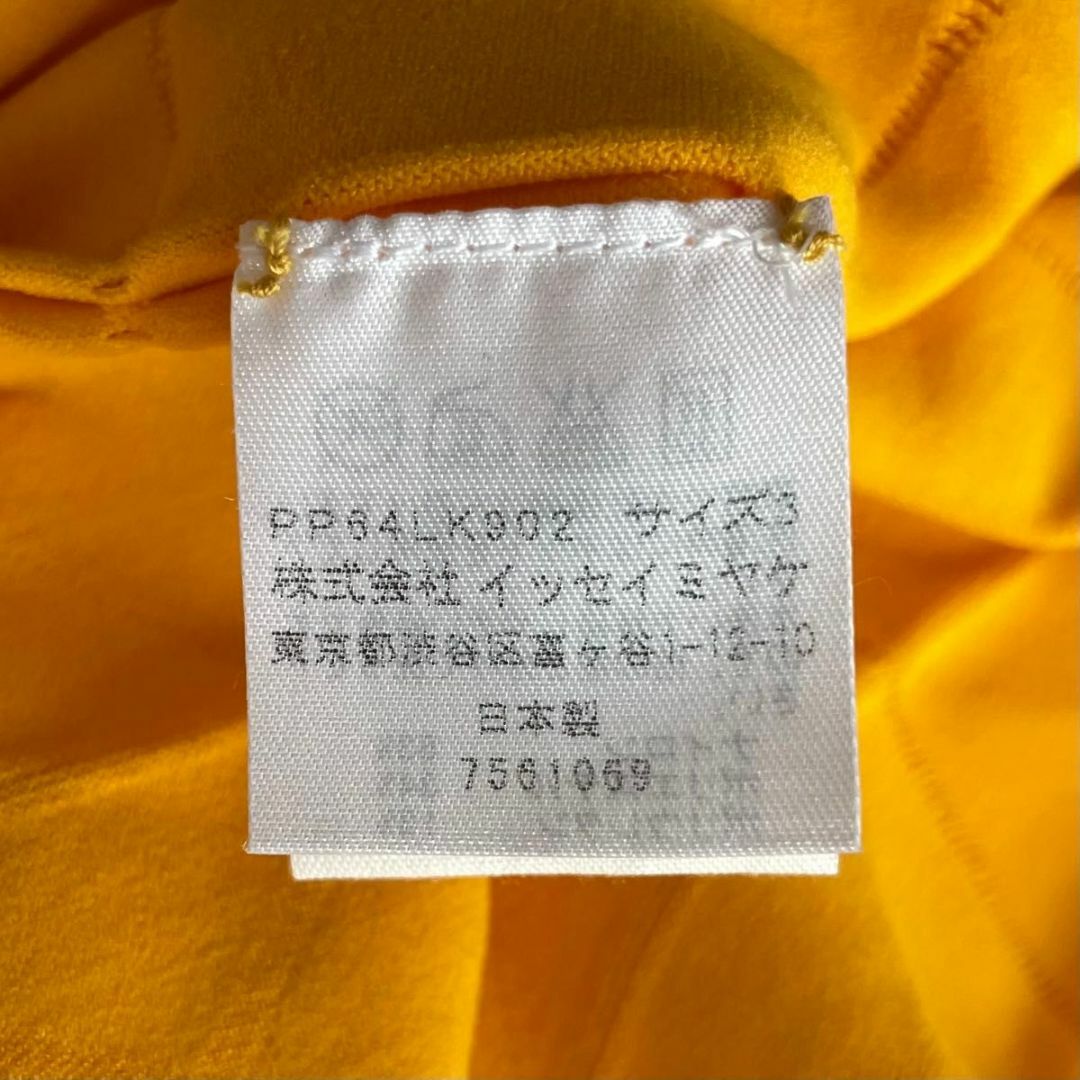 PP64LK902 サイズ3
株式会社 イッセイミヤケ
東京都渋谷区富ヶ谷1-12-10
日本製
7561069